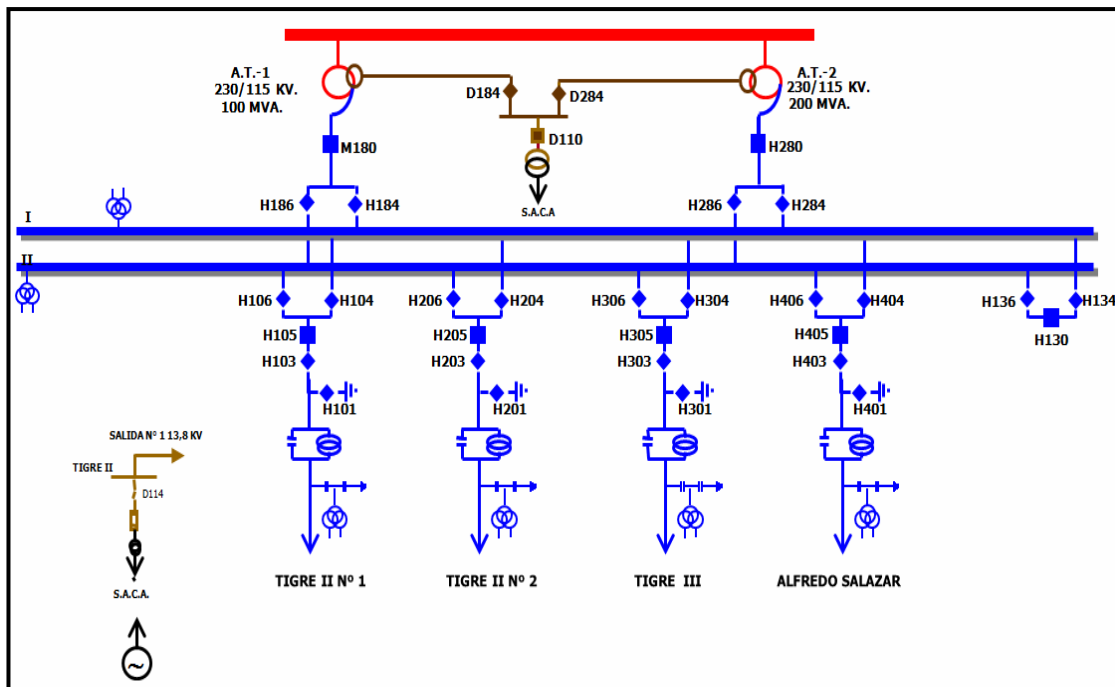 A.T.-1
230/115 KV.
100 MVA.
A.T.-2
230/115 KV.
200 MVA.
D184
D284
D110
M180
H280
S.A.C.A
H186
H184
H286
H284
I
II
H106
H104
H206
H204
H306
H304
H406
H404
H136
H134
H105
H205
H305
H405
H130
H103
H203
H303
H403
H101
H201
H301
H401
SALIDA Nº 1 13,8 KV
TIGRE II
D114
S.A.C.A.
TIGRE II Nº 1
TIGRE II Nº 2
TIGRE III
ALFREDO SALAZAR
~